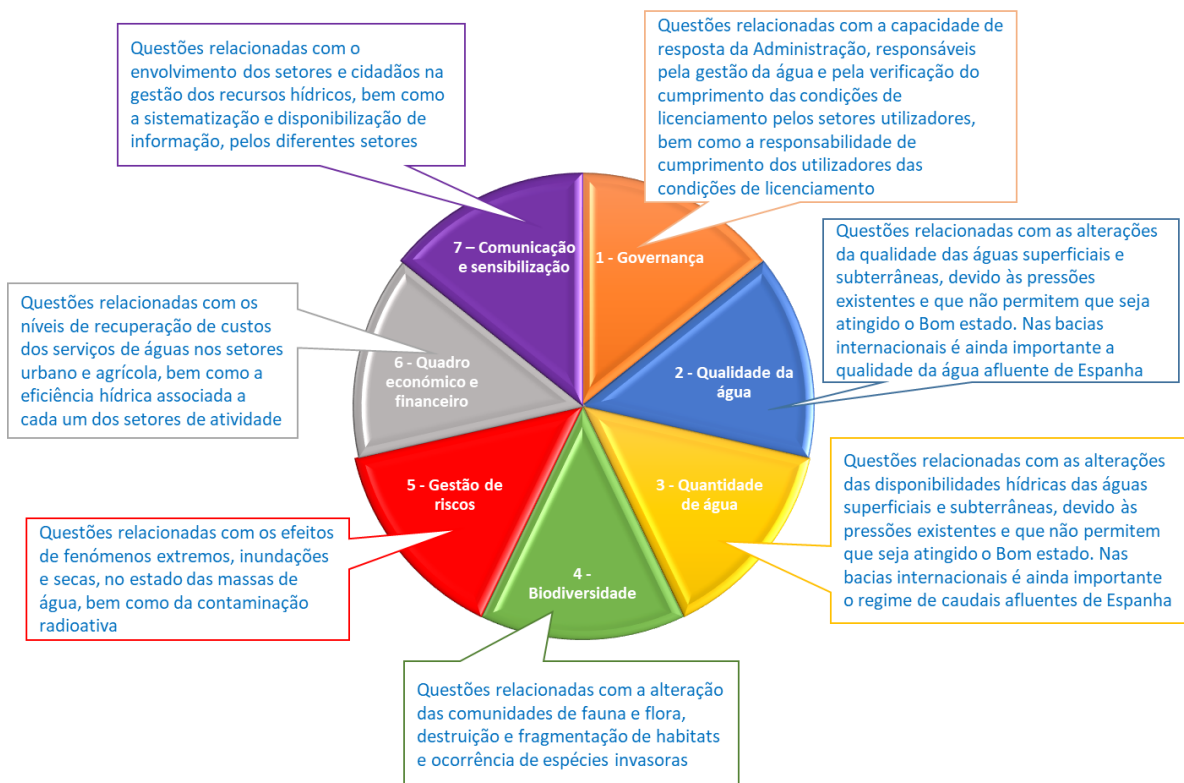 Questões relacionadas com o
envolvimento dos setores e cidadãos na
gestão dos recursos hídricos, bem como
a sistematização e disponibilização de
informação, pelos diferentes setores
Questões relacionadas com a capacidade de
resposta da Administração, responsáveis
pela gestão da água e pela verificação do
cumprimento das condições de
licenciamento pelos setores utilizadores,
bem como a responsabilidade de
cumprimento dos utilizadores das
condições de licenciamento
7 – Comunicação
e sensibilização
1 - Governança
Questões relacionadas com as alterações
da qualidade das águas superficiais e
subterrâneas, devido às pressões
existentes e que não permitem que seja
atingido o Bom estado. Nas bacias
internacionais é ainda importante a
qualidade da água afluente de Espanha
Questões relacionadas com os
níveis de recuperação de custos
dos serviços de águas nos setores
urbano e agrícola, bem como a
eficiência hídrica associada a
cada um dos setores de atividade
6 - Quadro
económico e
financeiro
2 - Qualidade da
água
5 - Gestão de
riscos
3 - Quantidade
de água
Questões relacionadas com as alterações
das disponibilidades hídricas das águas
superficiais e subterrâneas, devido às
pressões existentes e que não permitem
que seja atingido o Bom estado. Nas
bacias internacionais é ainda importante
o regime de caudais afluentes de Espanha
Questões relacionadas com os efeitos
de fenómenos extremos, inundações
e secas, no estado das massas de
água, bem como da contaminação
radioativa
4 -
Biodiversidade
Questões relacionadas com a alteração
das comunidades de fauna e flora,
destruição e fragmentação de habitats
e ocorrência de espécies invasoras